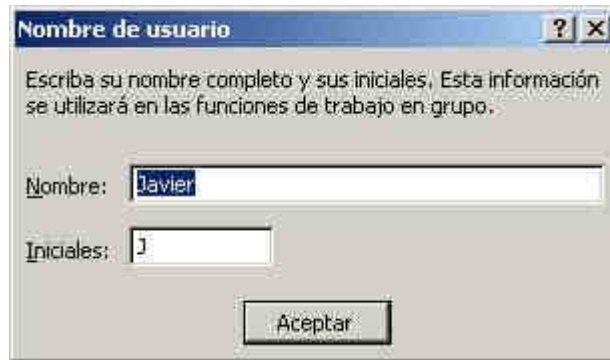 Nombre de usuario
Escriba su nombre completo y sus iniciales. Esta información
se utilizará en las funciones de trabajo en grupo.
Nombre: Javier
Iniciales: J
Aceptar